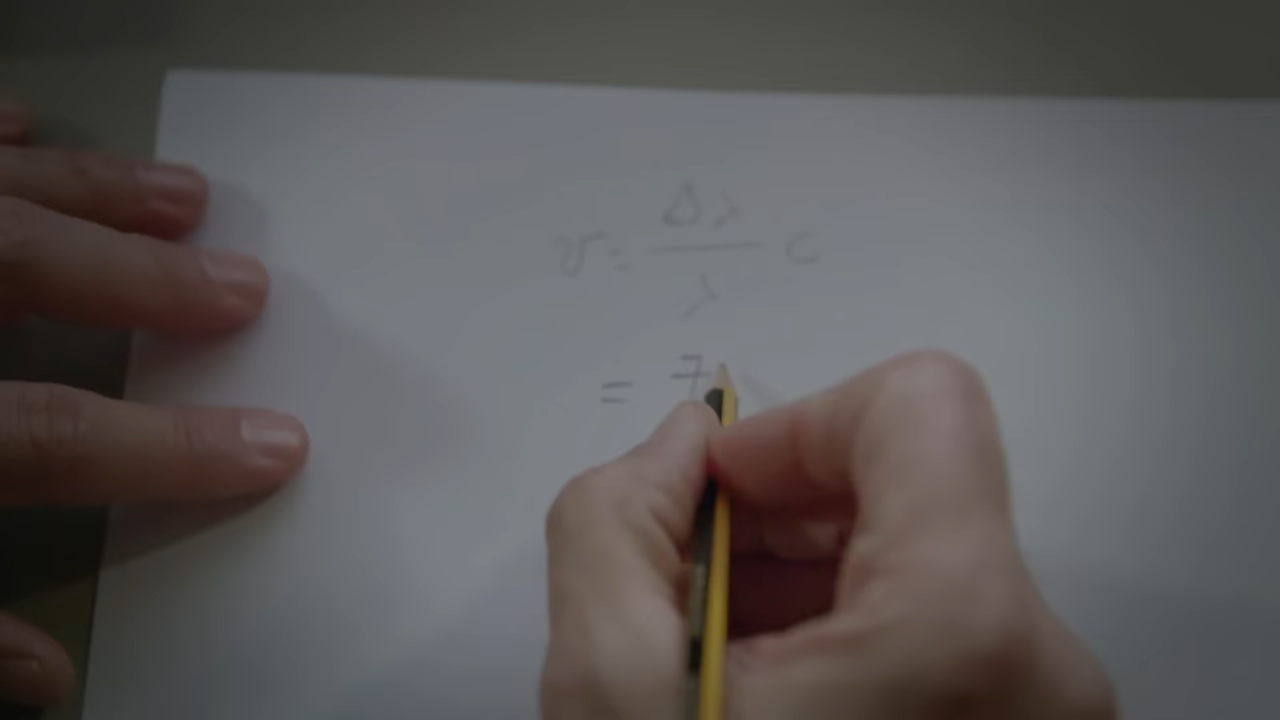 v = Δλ / λ c
= 7